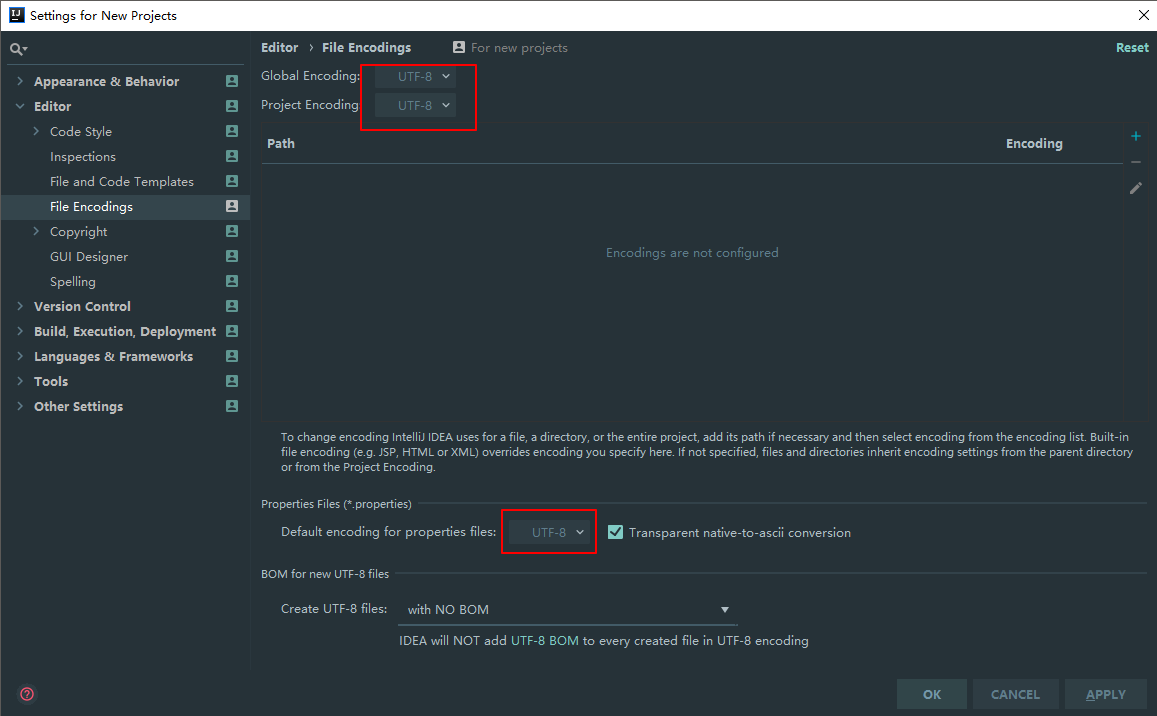 IJ
Settings for New Projects
Editor › File Encodings For new projects Reset
Global Encoding: UTF-8
Project Encoding UTF-8
Appearance & Behavior
Editor
Code Style
Inspections
File and Code Templates
File Encodings
Copyright
GUI Designer
Spelling
Version Control
Build, Execution, Deployment
Languages & Frameworks
Tools
Other Settings
Path Encoding
Encodings are not configured
To change encoding IntelliJ IDEA uses for a file, a directory, or the entire project, add its path if necessary and then select encoding from the encoding list. Built-in
file encoding (e.g. JSP, HTML or XML) overrides encoding you specify here. If not specified, files and directories inherit encoding settings from the parent directory
or from the Project Encoding.
Properties Files (*.properties)
Default encoding for properties files: UTF-8 Transparent native-to-ascii conversion
BOM for new UTF-8 files
Create UTF-8 files: with NO BOM
IDEA will NOT add UTF-8 BOM to every created file in UTF-8 encoding
?
OK CANCEL APPLY